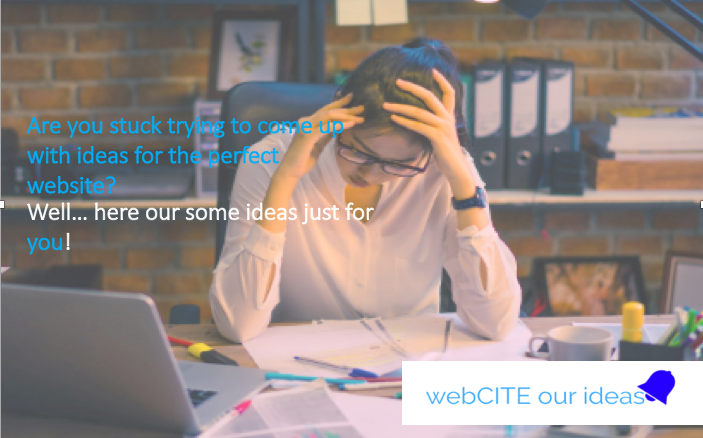 Are you stuck trying to come up
with ideas for the perfect
website?
Well... here our some ideas just for
you!
webCITE our ideas